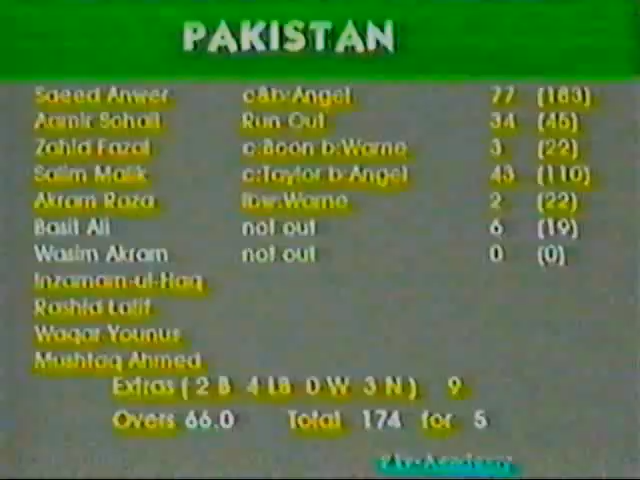 PAKISTAN
Saeed Anwer c&b:Angel 77 (183)
Aamir Sohail Run Out 34 (45)
Zahid Fazal c:Boon b:Warne 3 (22)
Salim Malik c:Taylor b:Angel 43 (110)
Akram Raza lbw:Warne 2 (22)
Basit Ali not out 6 (19)
Wasim Akram not out 0 (0)
Inzamam-ul-Haq
Rashid Latif
Waqar Younus
Mushtaq Ahmed
Extras ( 2 B 4 LB 0 W 3 N ) 9
Overs 66.0 Total 174 for 5